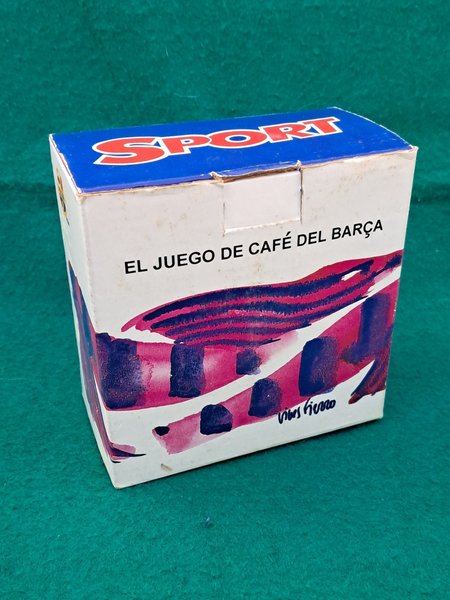 SPORT
EL JUEGO DE CAFÉ DEL BARÇA